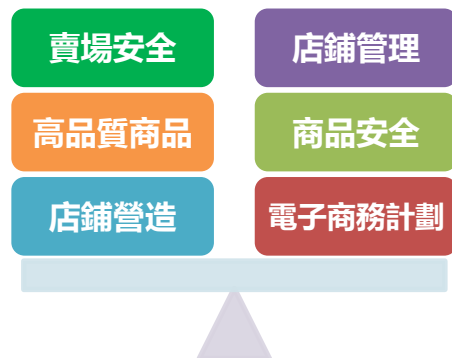 賣場安全
店鋪管理
高品質商品
商品安全
店鋪營造
電子商務計劃